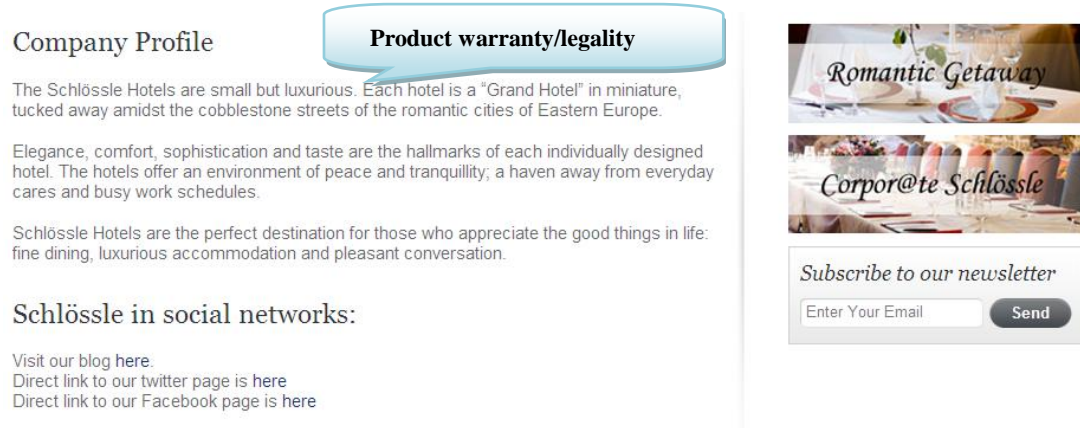 Company Profile
Product warranty/legality
The Schlössle Hotels are small but luxurious. Each hotel is a “Grand Hotel” in miniature,
tucked away amidst the cobblestone streets of the romantic cities of Eastern Europe.
Elegance, comfort, sophistication and taste are the hallmarks of each individually designed
hotel. The hotels offer an environment of peace and tranquillity; a haven away from everyday
cares and busy work schedules.
Schlössle Hotels are the perfect destination for those who appreciate the good things in life:
fine dining, luxurious accommodation and pleasant conversation.
Schlössle in social networks:
Visit our blog here.
Direct link to our twitter page is here
Direct link to our Facebook page is here
Romantic Getaway
Corpor@te Schlössle
Subscribe to our newsletter
Enter Your Email
Send